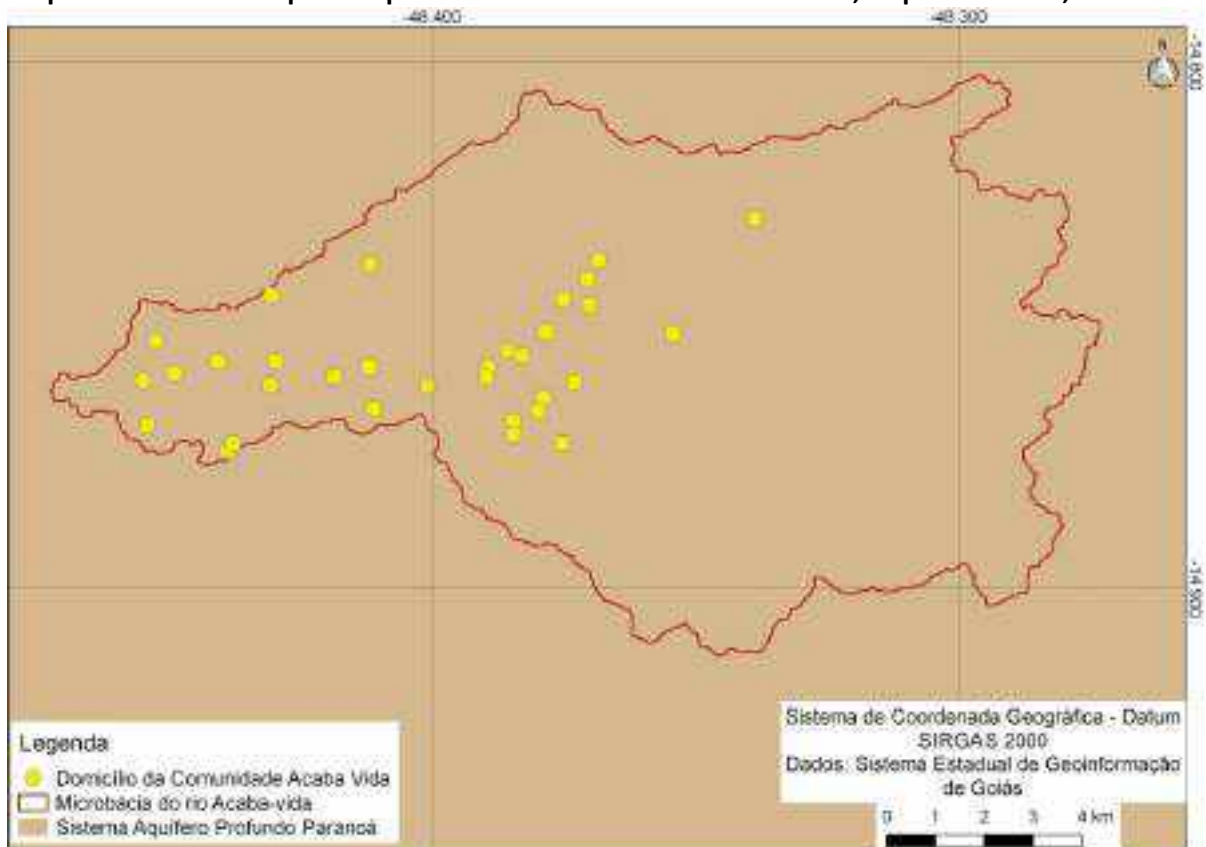 -48.400
-48.300
-14.800
-14.900
N
Sistema de Coordenada Geográfica - Datum
SIRGAS 2000
Dados: Sistema Estadual de Geoinformação
de Goiás
0 1 2 3 4 km
Legenda
Domicílio da Comunidade Acaba Vida
Microbacia do rio Acaba-vida
Sistema Aquífero Profundo Paranoá